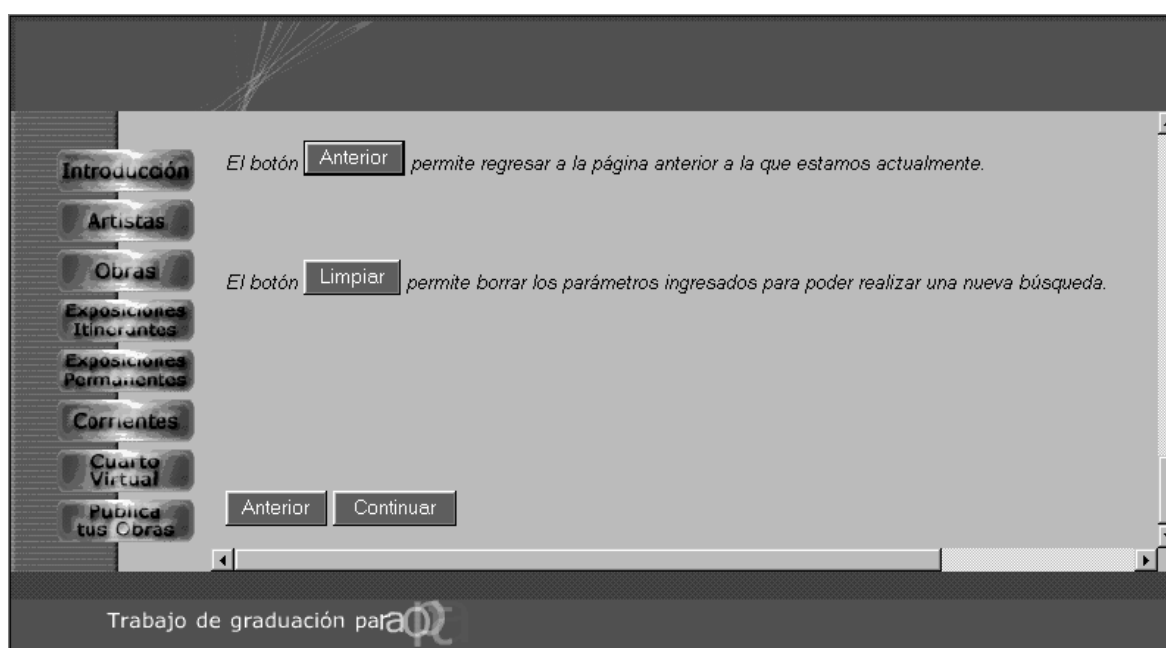 El botón Anterior permite regresar a la página anterior a la que estamos actualmente.
El botón Limpiar permite borrar los parámetros ingresados para poder realizar una nueva búsqueda.
Introducción
Artistas
Obras
Exposiciones
Itinerantes
Exposiciones
Permanentes
Corrientes
Cuarto
Virtual
Publica
tus Obras
Anterior Continuar
Trabajo de graduación para